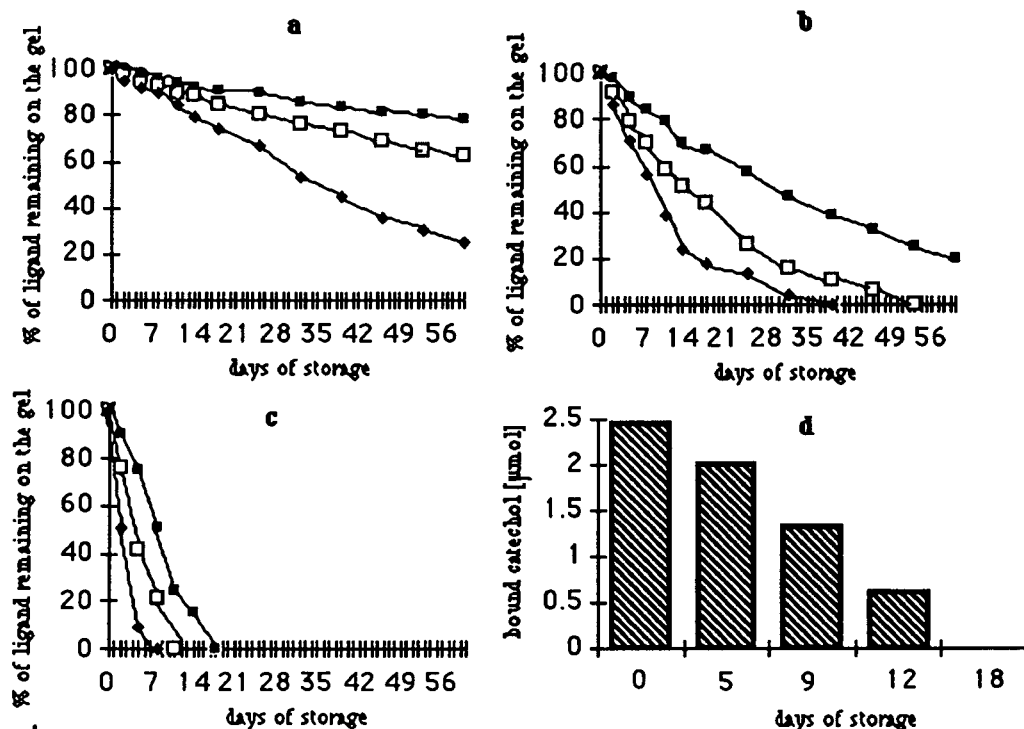 a
% of ligand remaining on the gel
100
80
60
40
20
0
0 7 14 21 28 35 42 49 56
days of storage
b
% of ligand remaining on the gel
100
80
60
40
20
0
0 7 14 21 28 35 42 49 56
days of storage
c
% of ligand remaining on the gel
100
80
60
40
20
0
0 7 14 21 28 35 42 49 56
days of storage
d
bound catechol [µmol]
2.5
2
1.5
1
0.5
0
0 5 9 12 18
days of storage